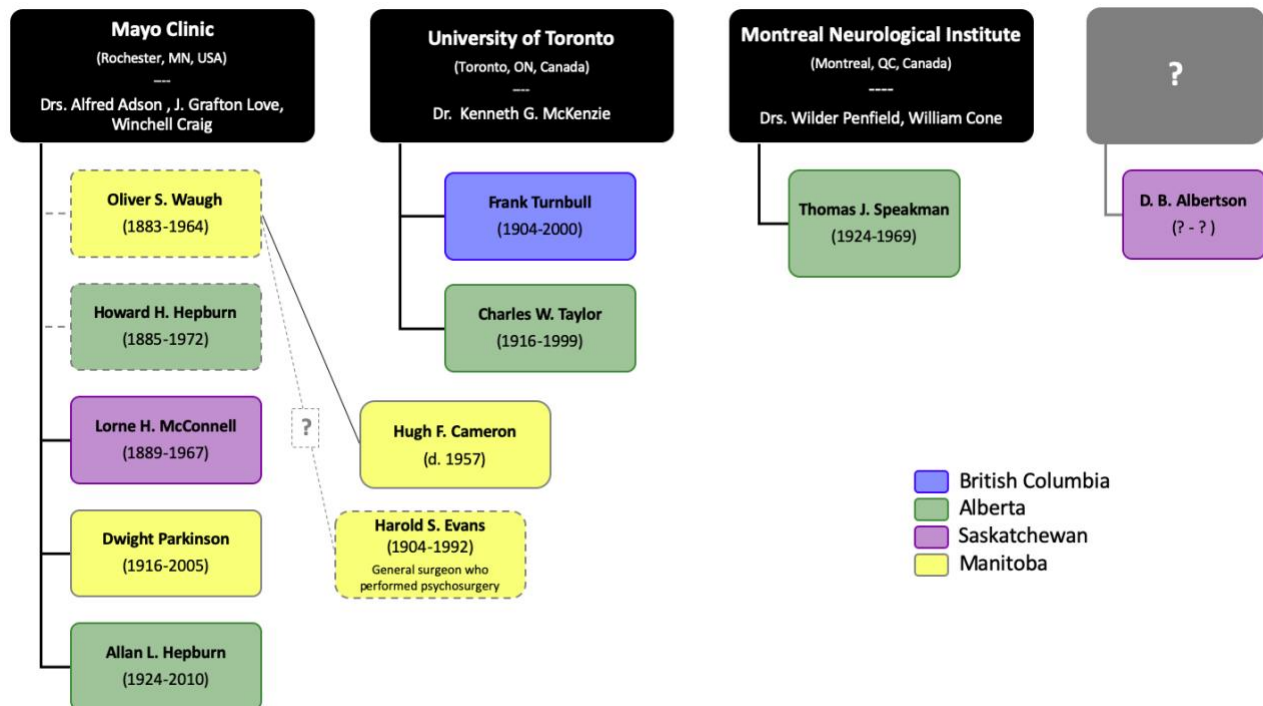 Mayo Clinic
(Rochester, MN, USA)
----
Drs. Alfred Adson , J. Grafton Love,
Winchell Craig
Oliver S. Waugh
(1883-1964)
Howard H. Hepburn
(1885-1972)
Lorne H. McConnell
(1889-1967)
Dwight Parkinson
(1916-2005)
Allan L. Hepburn
(1924-2010)
?
Hugh F. Cameron
(d. 1957)
Harold S. Evans
(1904-1992)
General surgeon who
performed psychosurgery
University of Toronto
(Toronto, ON, Canada)
----
Dr. Kenneth G. McKenzie
Frank Turnbull
(1904-2000)
Charles W. Taylor
(1916-1999)
Montreal Neurological Institute
(Montreal, QC, Canada)
----
Drs. Wilder Penfield, William Cone
Thomas J. Speakman
(1924-1969)
?
D. B. Albertson
(? - ? )
British Columbia
Alberta
Saskatchewan
Manitoba